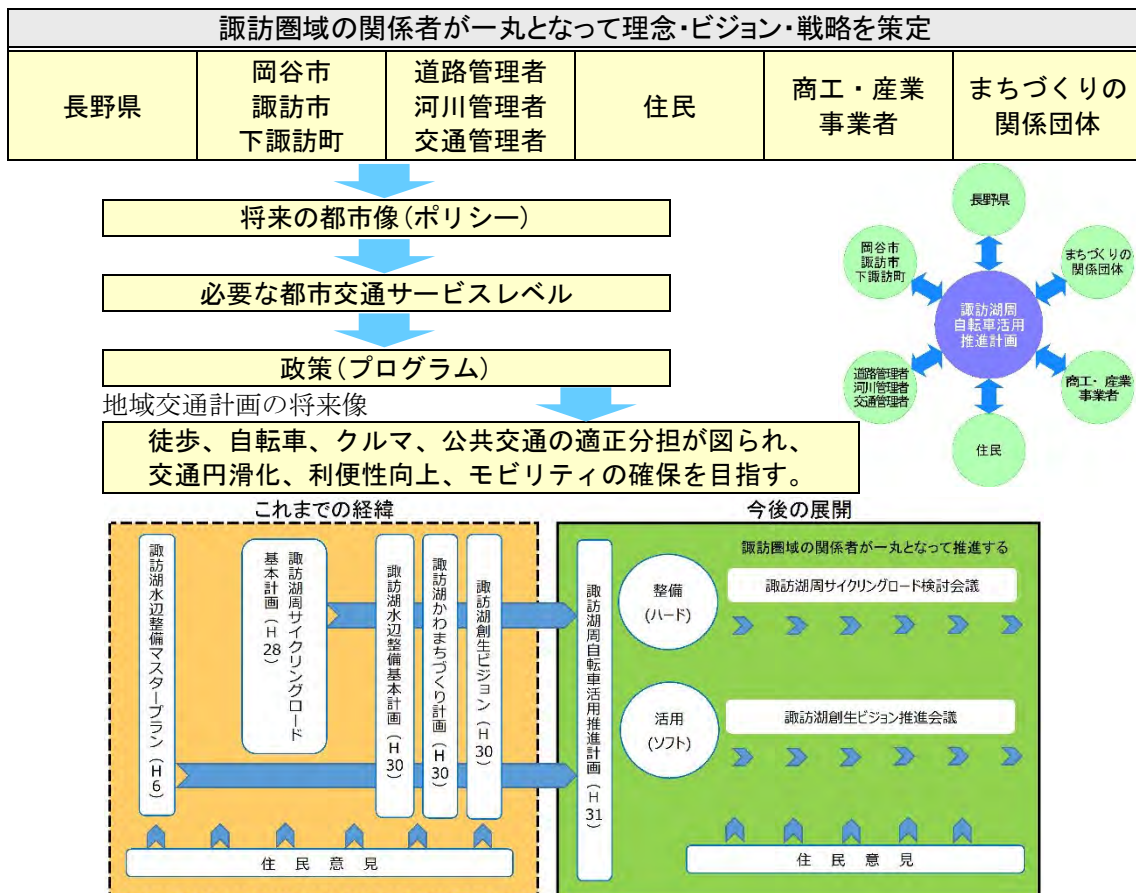 諏訪圏域の関係者が一丸となって理念・ビジョン・戦略を策定
長野県
岡谷市
諏訪市
下諏訪町
道路管理者
河川管理者
交通管理者
住民
商工・産業
事業者
まちづくりの
関係団体
将来の都市像(ポリシー)
必要な都市交通サービスレベル
政策(プログラム)
地域交通計画の将来像
徒歩、自転車、クルマ、公共交通の適正分担が図られ、
交通円滑化、利便性向上、モビリティの確保を目指す。
長野県
岡谷市
諏訪市
下諏訪町
まちづくりの
関係団体
諏訪湖周
自転車活用
推進計画
道路管理者
河川管理者
交通管理者
商工・産業
事業者
住民
これまでの経緯
諏訪湖水辺整備マスタープラン(H6)
諏訪湖周サイクリングロード
基本計画(H28)
諏訪湖水辺整備基本計画(H30)
諏訪湖かわまちづくり計画(H30)
諏訪湖創生ビジョン(H30)
住民意見
今後の展開
諏訪圏域の関係者が一丸となって推進する
諏訪湖周自転車活用推進計画(H31)
整備
(ハード)
諏訪湖周サイクリングロード検討会議
活用
(ソフト)
諏訪湖創生ビジョン推進会議
住民意見